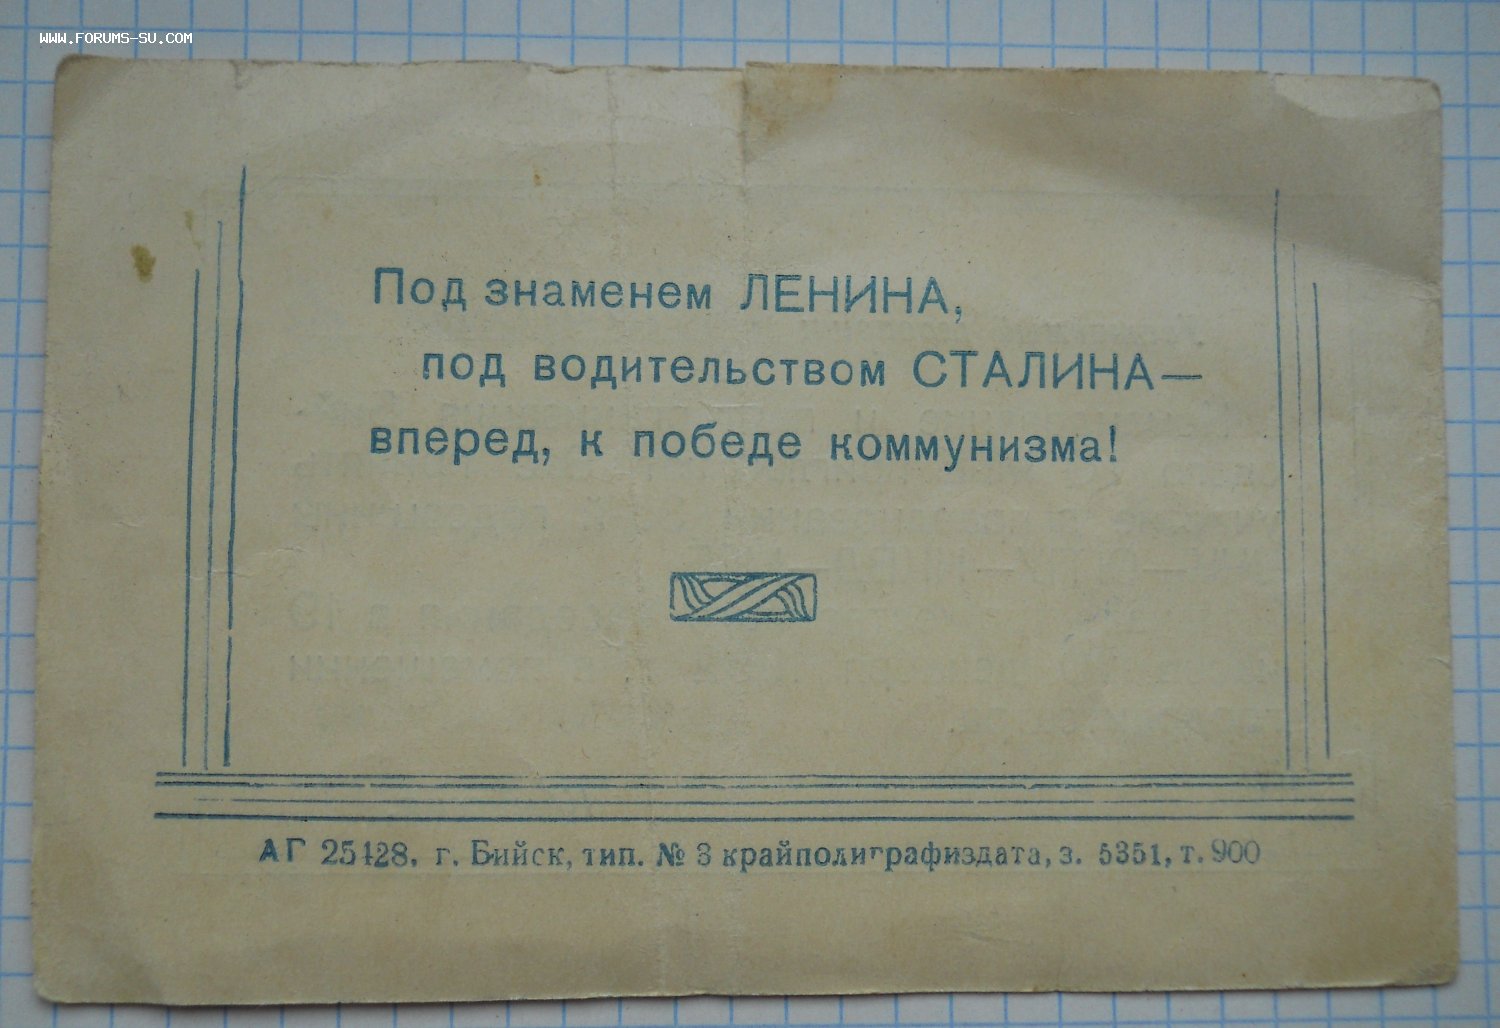 WWW.FORUMS-SU.COM
Под знаменем ЛЕНИНА,
под водительством СТАЛИНА—
вперед, к победе коммунизма!
АГ 25428. г. Бийск, тип. № 3 крайполиграфиздата, з. 5351, т. 900